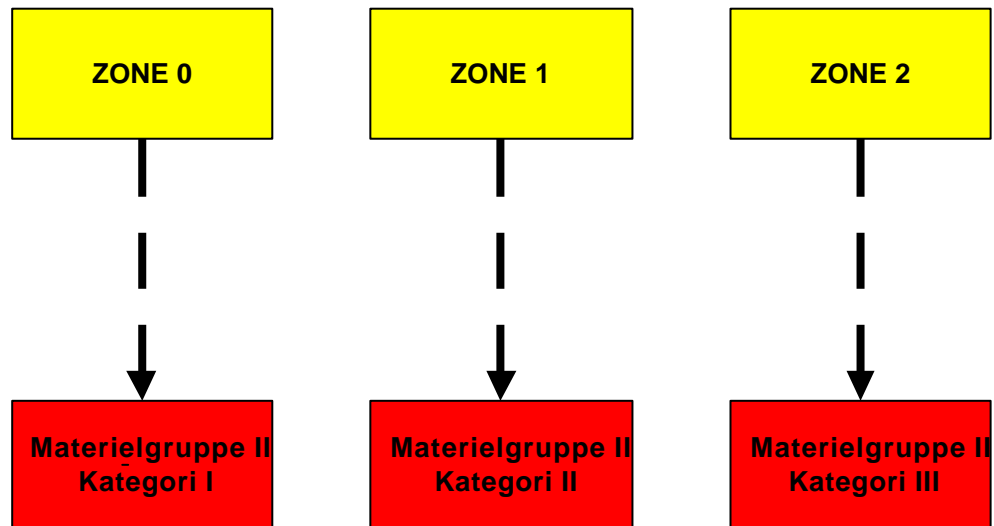 ZONE 0
ZONE 1
ZONE 2
Materielgruppe II
Kategori I
Materielgruppe II
Kategori II
Materielgruppe II
Kategori III